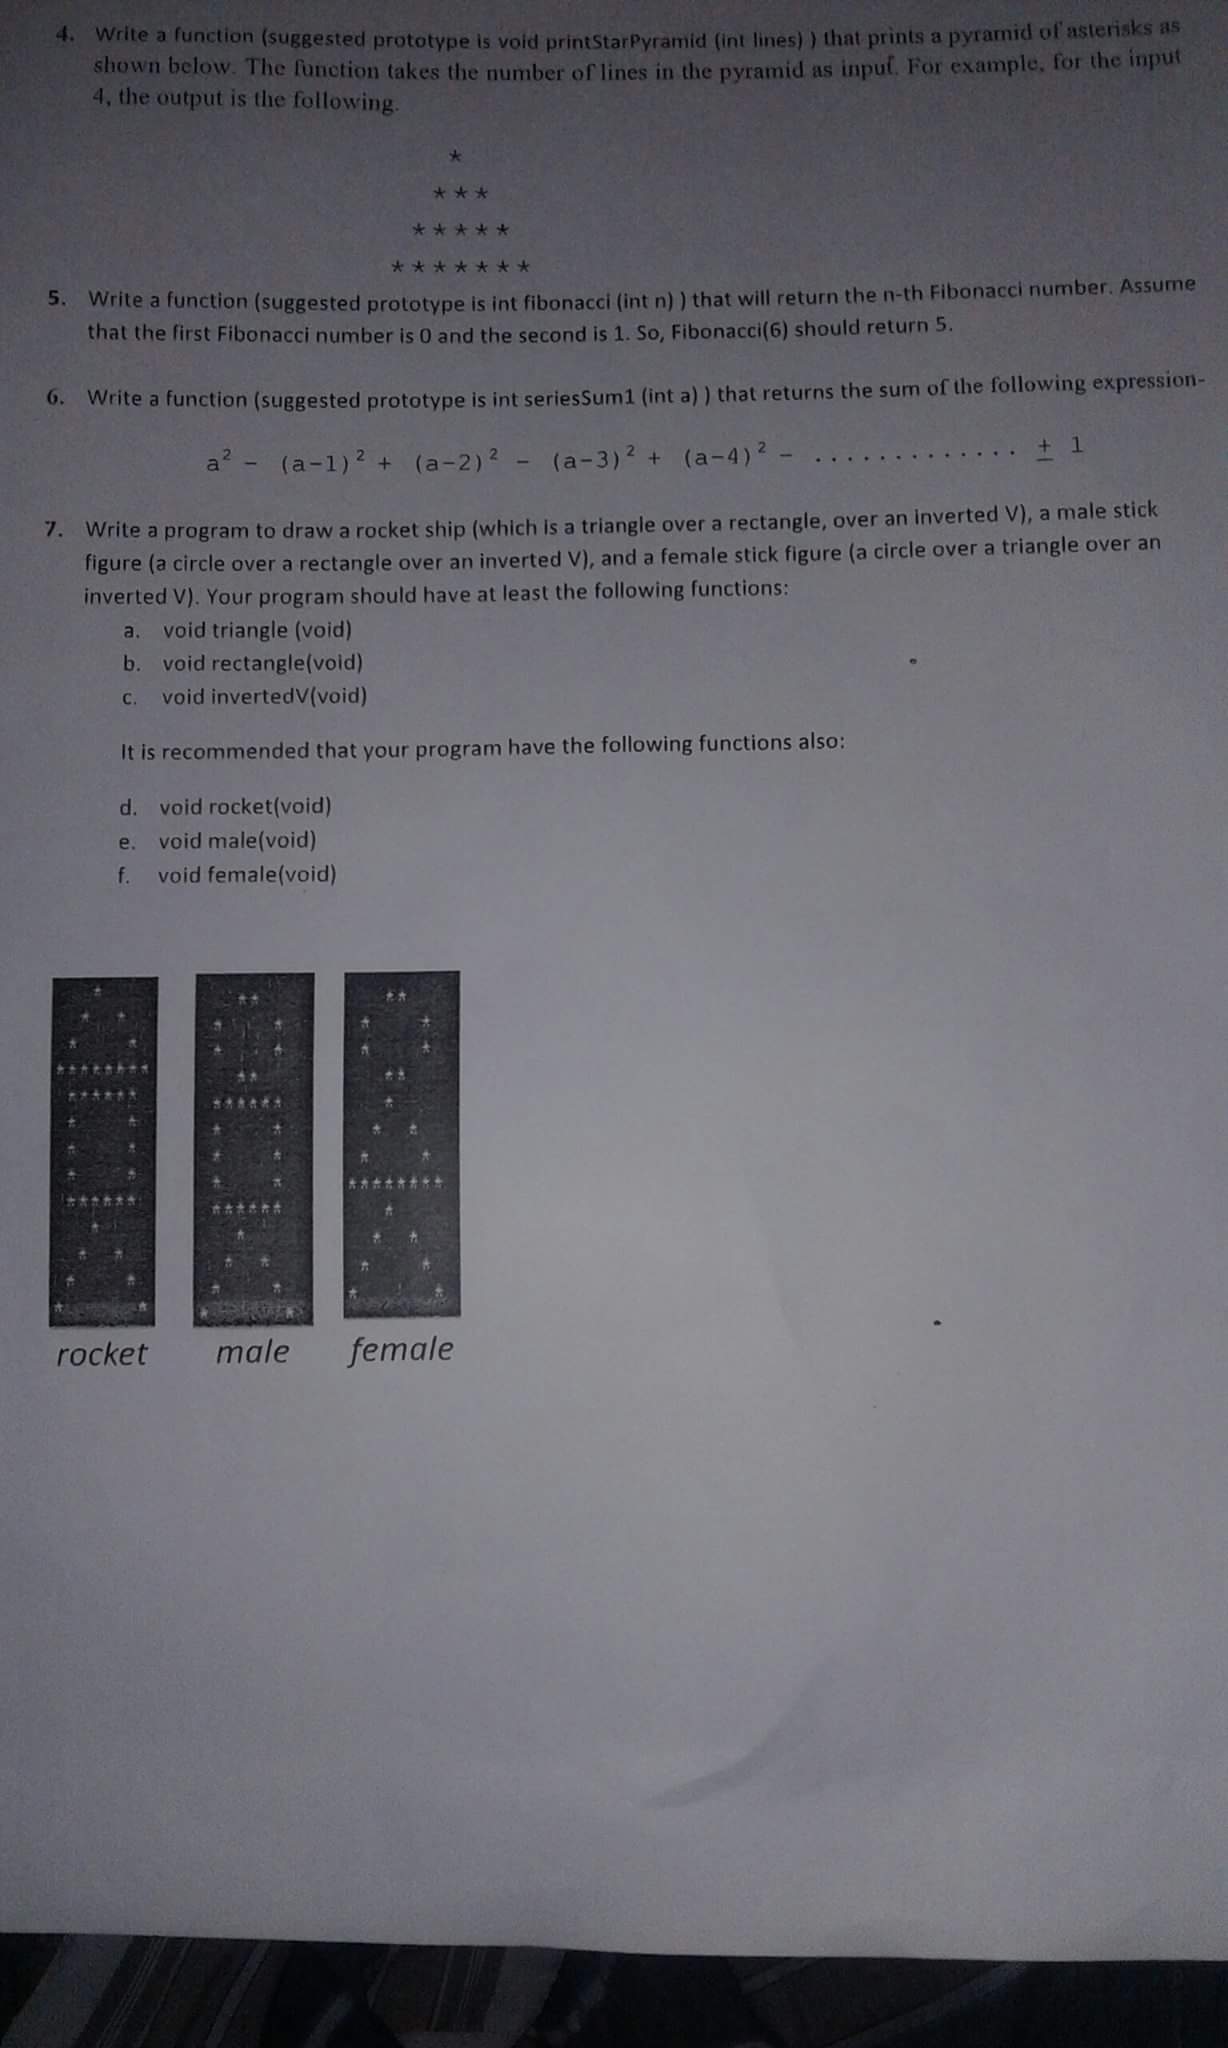 4. Write a function (suggested prototype is void printStarPyramid (int lines) ) that prints a pyramid of asterisks as
shown below. The function takes the number of lines in the pyramid as input. For example, for the input
4, the output is the following.
*
* * *
* * * * *
* * * * * * *
5. Write a function (suggested prototype is int fibonacci (int n) ) that will return the n-th Fibonacci number. Assume
that the first Fibonacci number is 0 and the second is 1. So, Fibonacci(6) should return 5.
6. Write a function (suggested prototype is int seriesSum1 (int a) ) that returns the sum of the following expression-
a² - (a-1)² + (a-2)² - (a-3)² + (a-4)² - ............. ± 1
7. Write a program to draw a rocket ship (which is a triangle over a rectangle, over an inverted V), a male stick
figure (a circle over a rectangle over an inverted V), and a female stick figure (a circle over a triangle over an
inverted V). Your program should have at least the following functions:
a. void triangle (void)
b. void rectangle(void)
c. void invertedV(void)
It is recommended that your program have the following functions also:
d. void rocket(void)
e. void male(void)
f. void female(void)
rocket male female